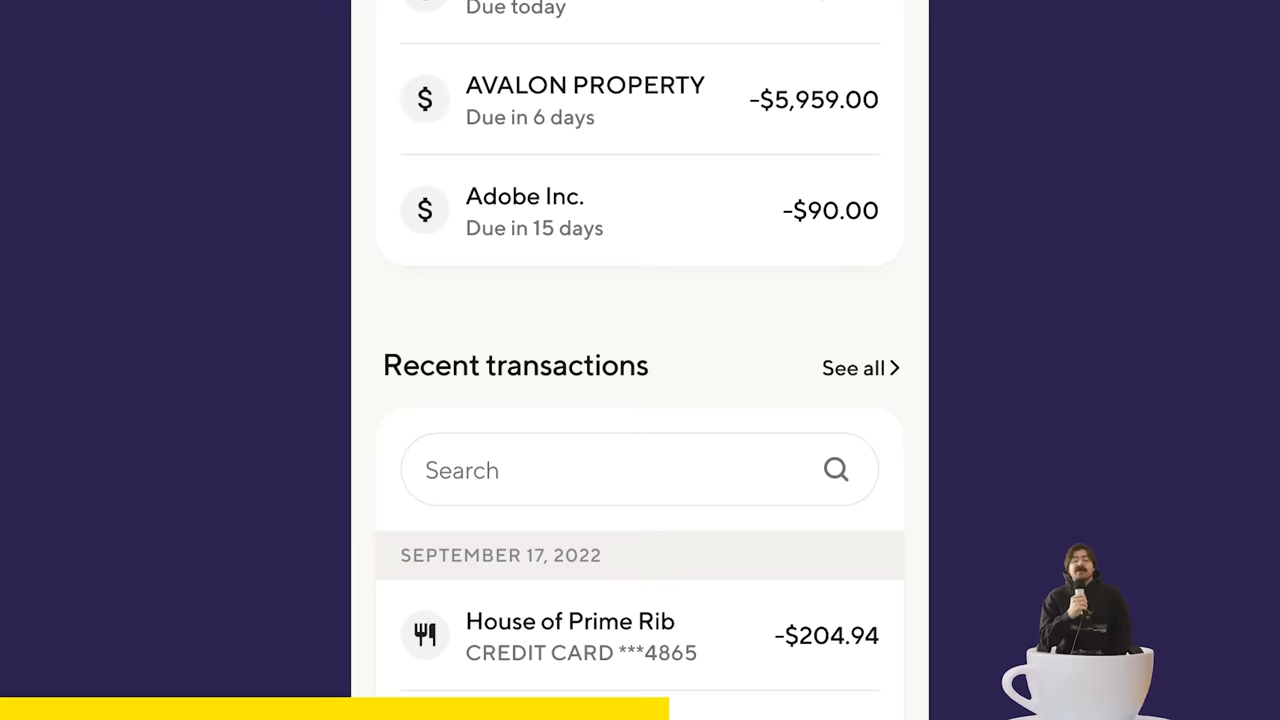 Due today
AVALON PROPERTY
-$5,959.00
Due in 6 days
Adobe Inc.
-$90.00
Due in 15 days
Recent transactions
See all
Search
SEPTEMBER 17, 2022
House of Prime Rib
-$204.94
CREDIT CARD ***4865